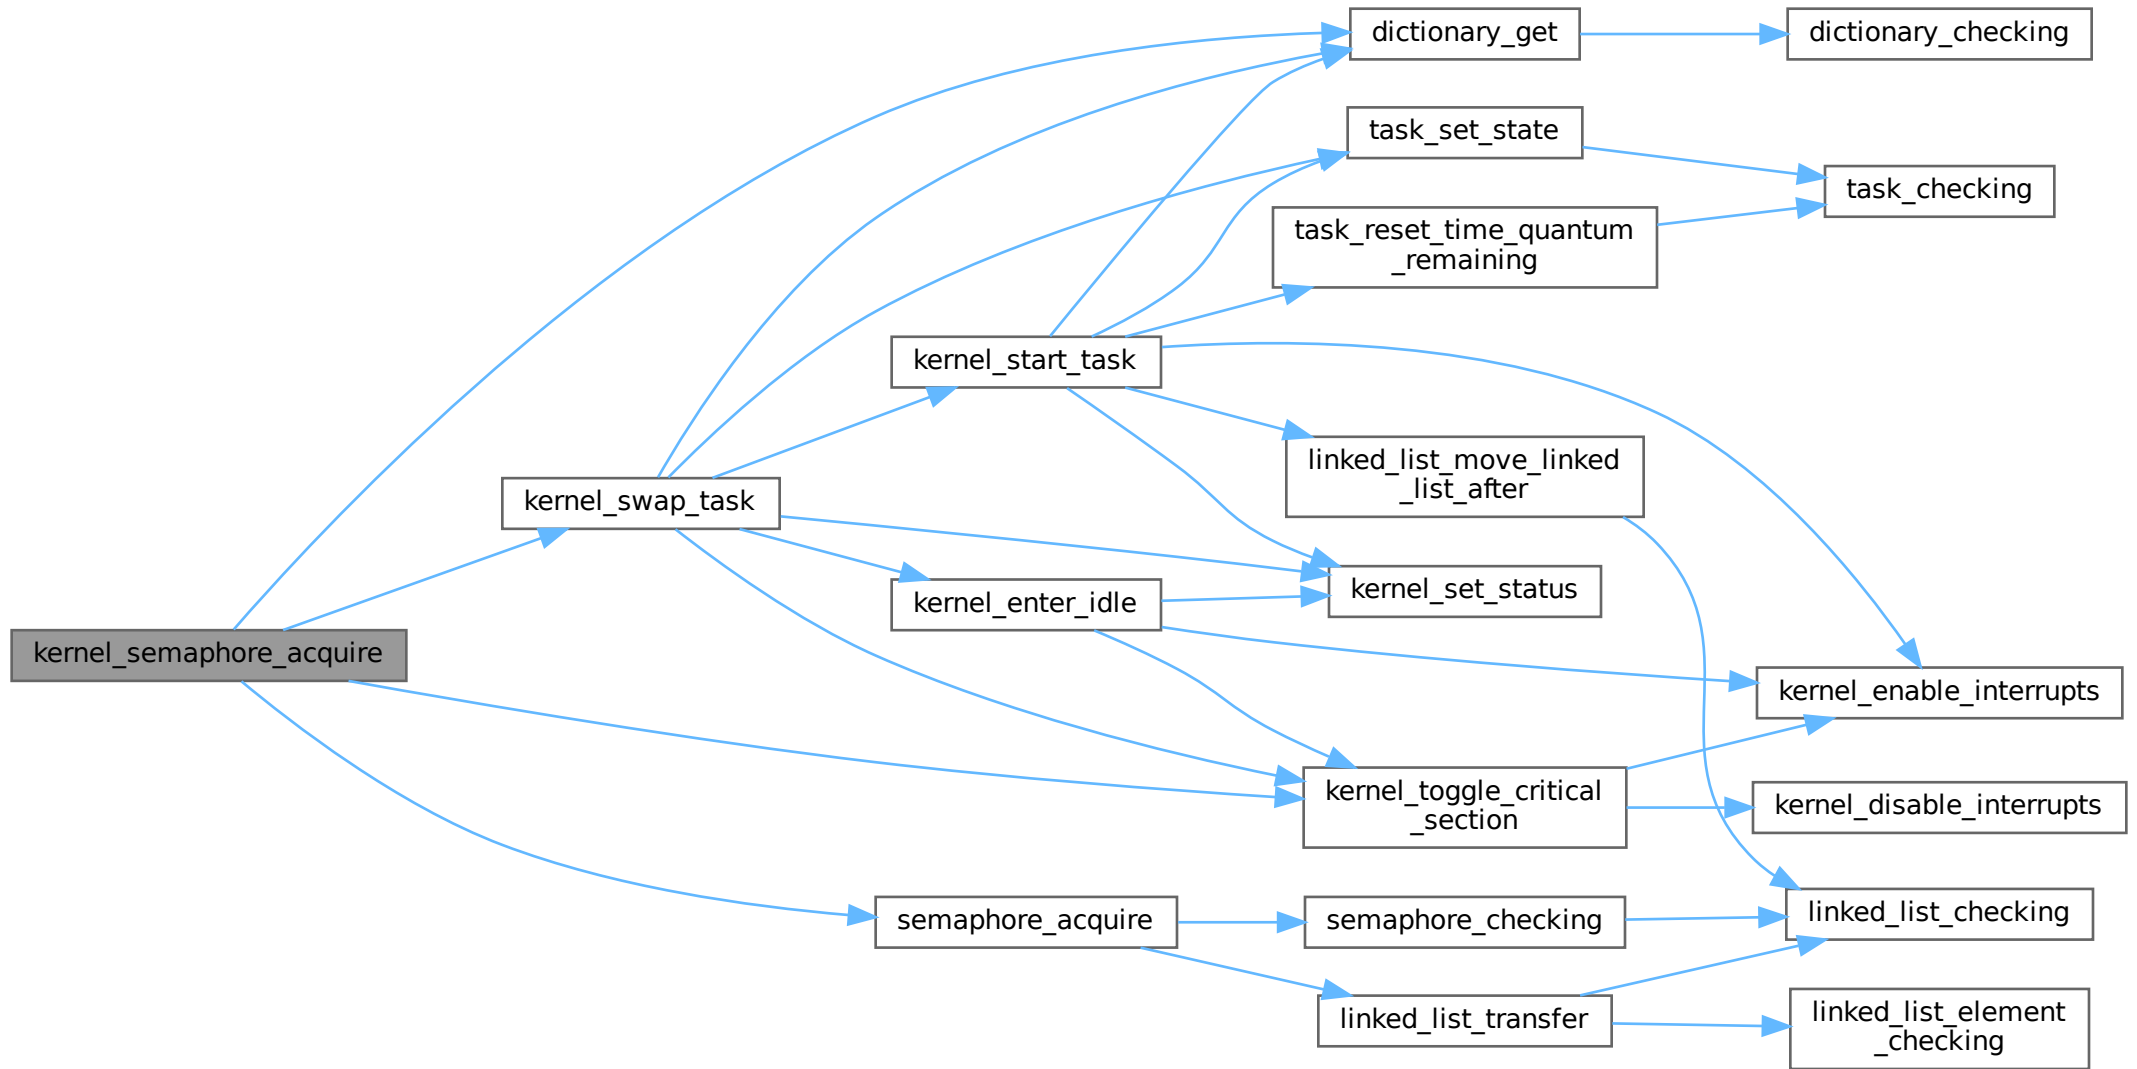 dictionary_get
dictionary_checking
task_set_state
task_checking
task_reset_time_quantum
_remaining
kernel_start_task
linked_list_move_linked
_list_after
kernel_swap_task
kernel_set_status
kernel_enter_idle
kernel_semaphore_acquire
kernel_enable_interrupts
kernel_toggle_critical
_section
kernel_disable_interrupts
semaphore_acquire
semaphore_checking
linked_list_checking
linked_list_transfer
linked_list_element
_checking